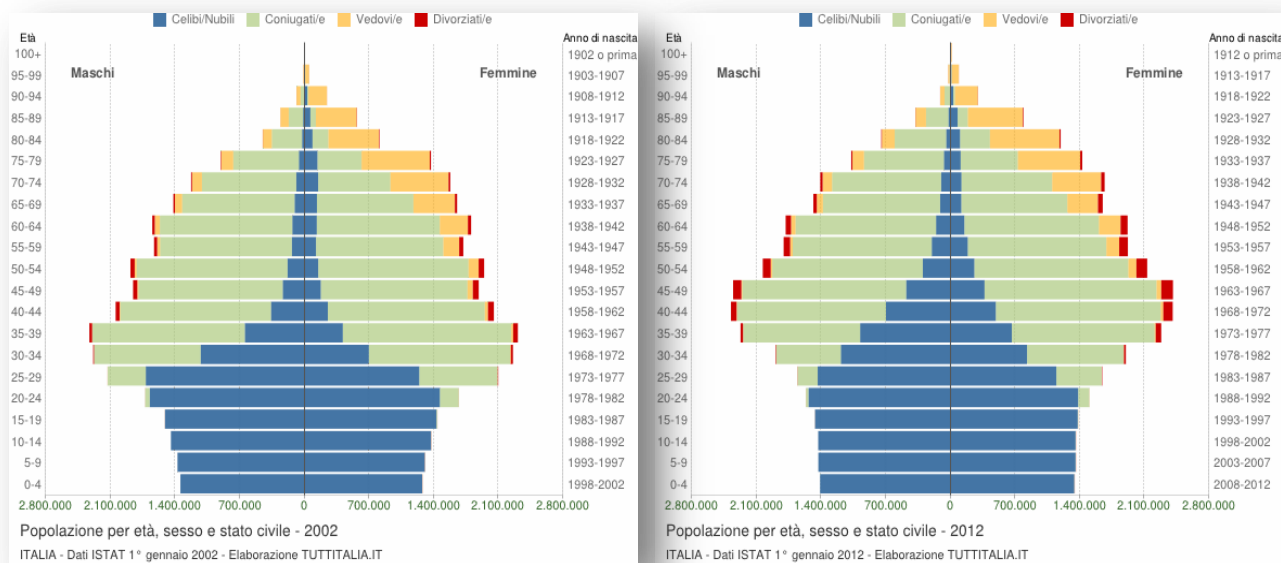 Celibi/Nubili Coniugati/e Vedovi/e Divorziati/e
Età Anno di nascita
100+ 1902 o prima
Maschi Femmine
95-99 1903-1907
90-94 1908-1912
85-89 1913-1917
80-84 1918-1922
75-79 1923-1927
70-74 1928-1932
65-69 1933-1937
60-64 1938-1942
55-59 1943-1947
50-54 1948-1952
45-49 1953-1957
40-44 1958-1962
35-39 1963-1967
30-34 1968-1972
25-29 1973-1977
20-24 1978-1982
15-19 1983-1987
10-14 1988-1992
5-9 1993-1997
0-4 1998-2002
2.800.000 2.100.000 1.400.000 700.000 0 700.000 1.400.000 2.100.000 2.800.000
Popolazione per età, sesso e stato civile - 2002
ITALIA - Dati ISTAT 1° gennaio 2002 - Elaborazione TUTTITALIA.IT
Celibi/Nubili Coniugati/e Vedovi/e Divorziati/e
Età Anno di nascita
100+ 1912 o prima
Maschi Femmine
95-99 1913-1917
90-94 1918-1922
85-89 1923-1927
80-84 1928-1932
75-79 1933-1937
70-74 1938-1942
65-69 1943-1947
60-64 1948-1952
55-59 1953-1957
50-54 1958-1962
45-49 1963-1967
40-44 1968-1972
35-39 1973-1977
30-34 1978-1982
25-29 1983-1987
20-24 1988-1992
15-19 1993-1997
10-14 1998-2002
5-9 2003-2007
0-4 2008-2012
2.800.000 2.100.000 1.400.000 700.000 0 700.000 1.400.000 2.100.000 2.800.000
Popolazione per età, sesso e stato civile - 2012
ITALIA - Dati ISTAT 1° gennaio 2012 - Elaborazione TUTTITALIA.IT